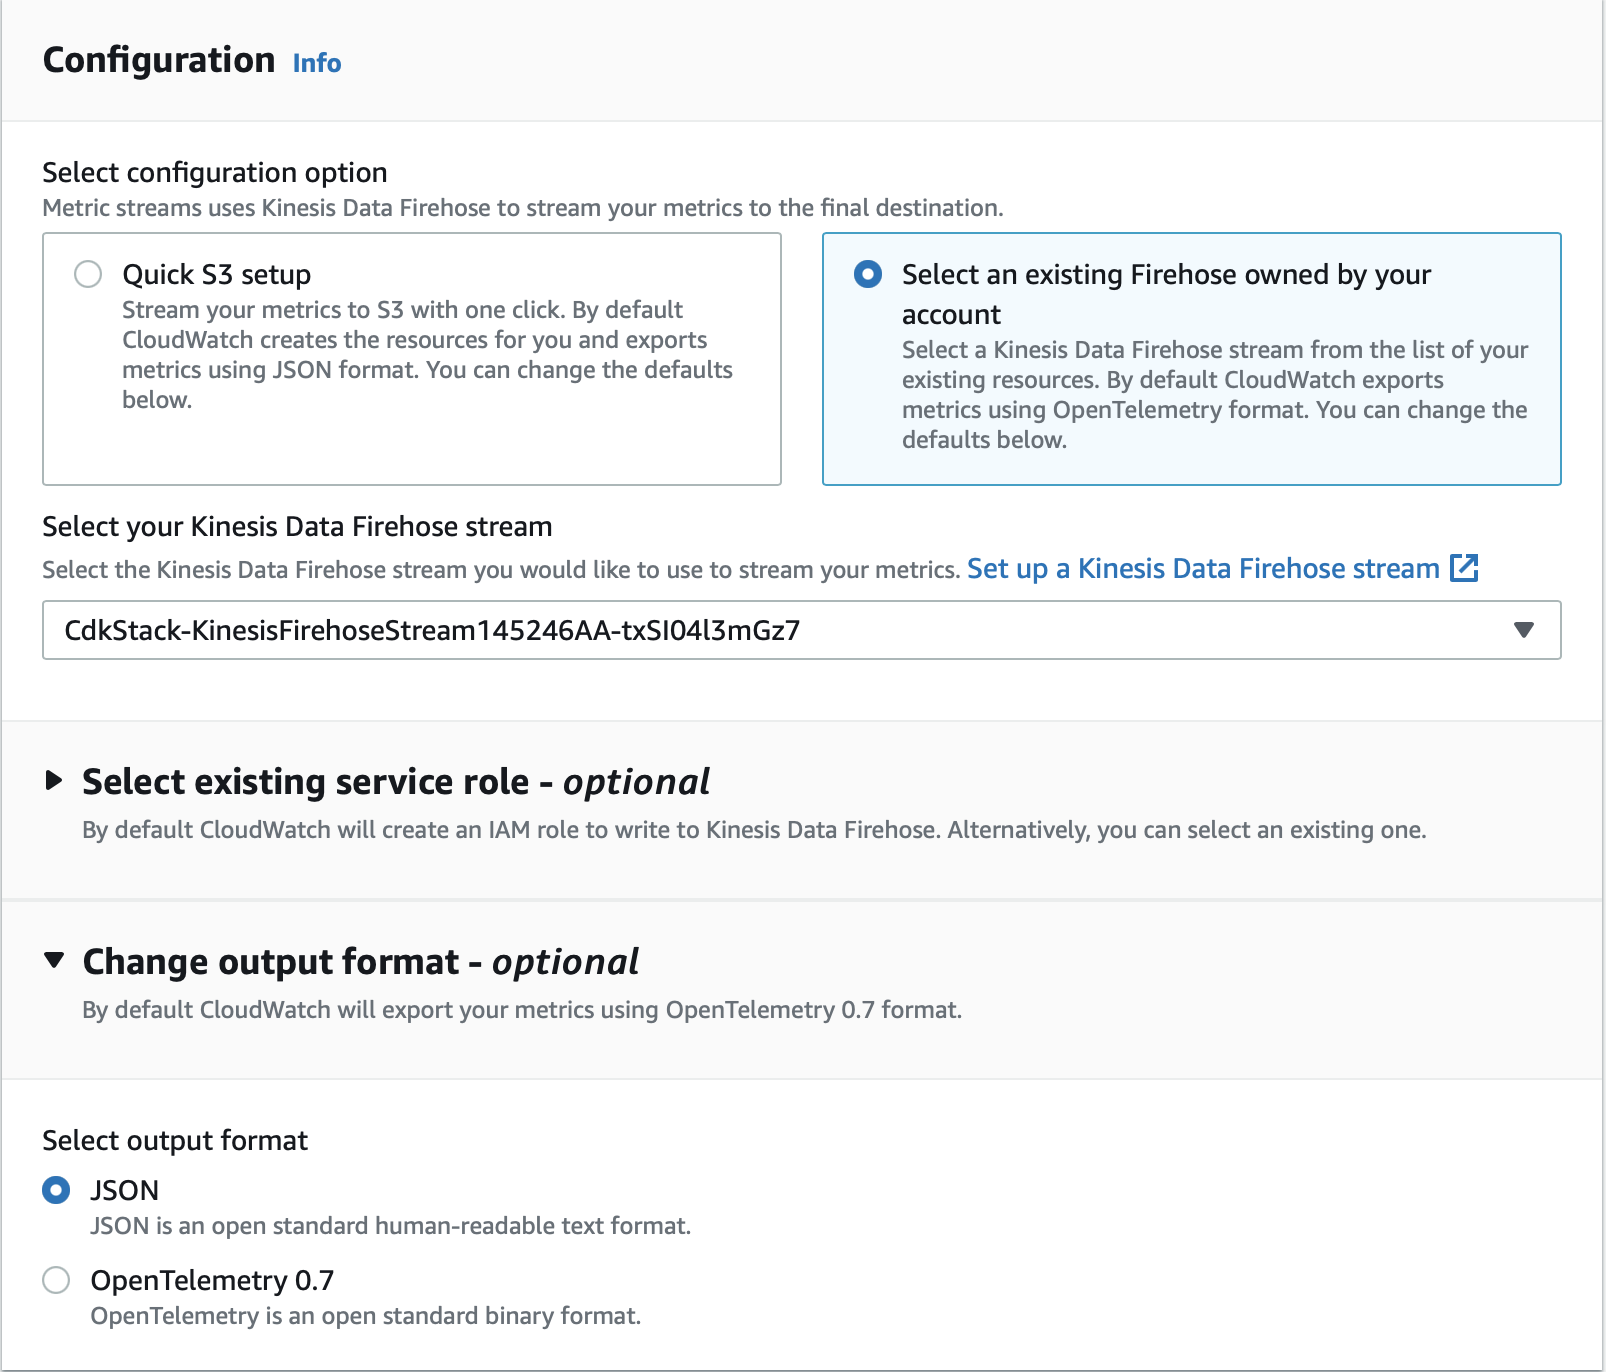 Configuration Info
Select configuration option
Metric streams uses Kinesis Data Firehose to stream your metrics to the final destination.
Quick S3 setup
Stream your metrics to S3 with one click. By default
CloudWatch creates the resources for you and exports
metrics using JSON format. You can change the defaults
below.
Select an existing Firehose owned by your
account
Select a Kinesis Data Firehose stream from the list of your
existing resources. By default CloudWatch exports
metrics using OpenTelemetry format. You can change the
defaults below.
Select your Kinesis Data Firehose stream
Select the Kinesis Data Firehose stream you would like to use to stream your metrics. Set up a Kinesis Data Firehose stream
CdkStack-KinesisFirehoseStream145246AA-txSI04l3mGz7
Select existing service role - optional
By default CloudWatch will create an IAM role to write to Kinesis Data Firehose. Alternatively, you can select an existing one.
Change output format - optional
By default CloudWatch will export your metrics using OpenTelemetry 0.7 format.
Select output format
JSON
JSON is an open standard human-readable text format.
OpenTelemetry 0.7
OpenTelemetry is an open standard binary format.